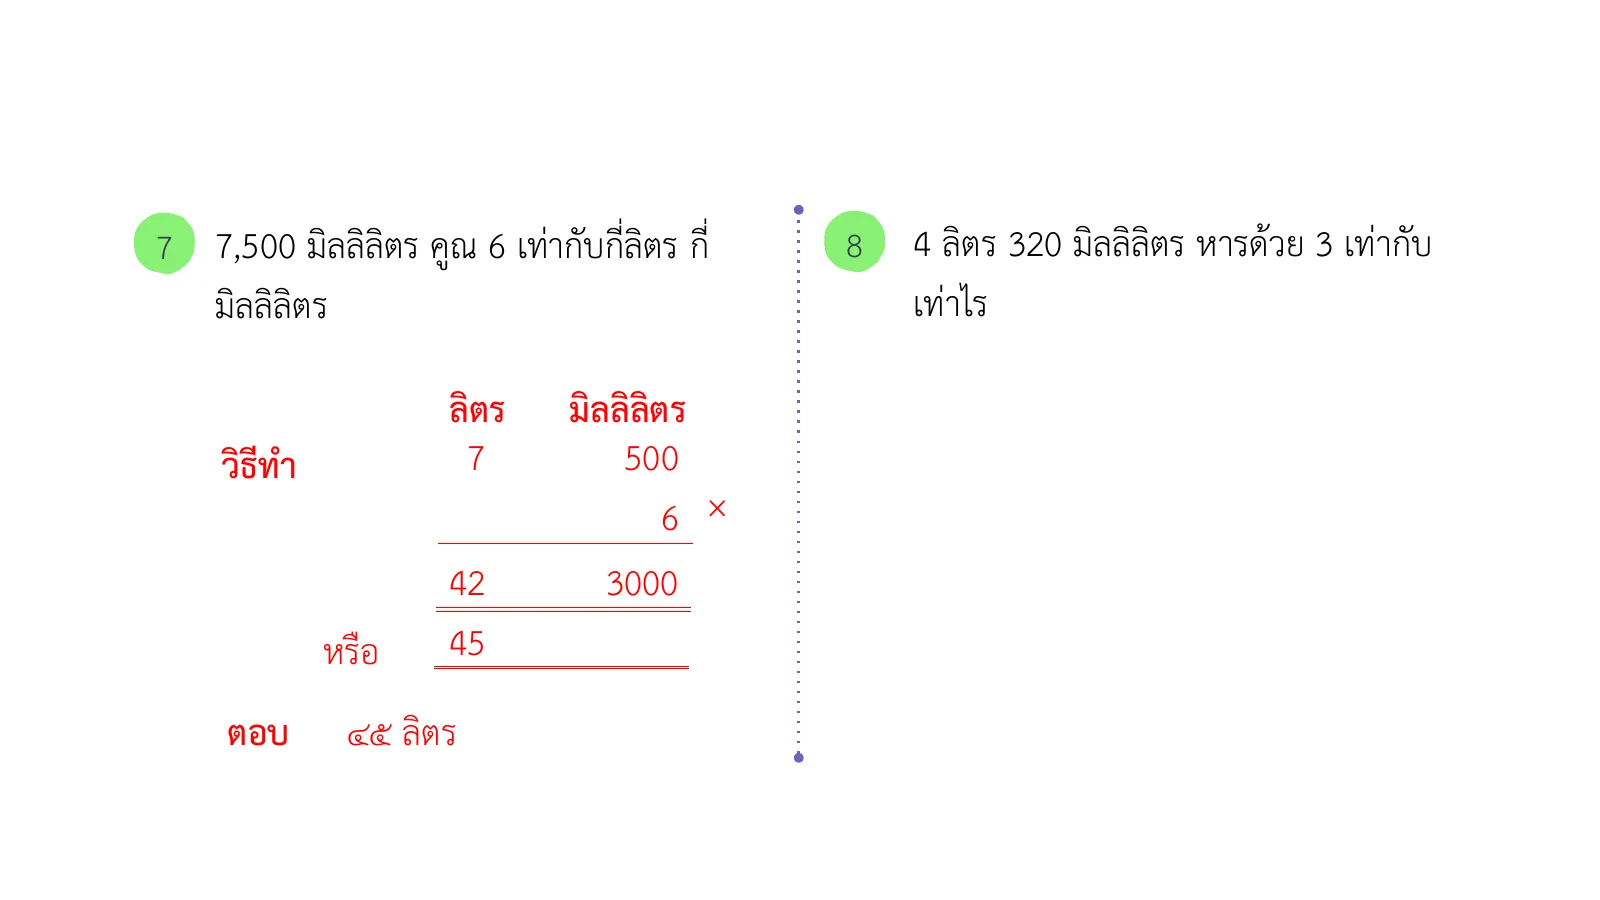 7 7,500 มิลลิลิตร คูณ 6 เท่ากับกี่ลิตร กี่
มิลลิลิตร
ลิตร มิลลิลิตร
วิธีทำ 7 500
6 ×
42 3000
หรือ 45
ตอบ ๔๕ ลิตร
8 4 ลิตร 320 มิลลิลิตร หารด้วย 3 เท่ากับ
เท่าไร